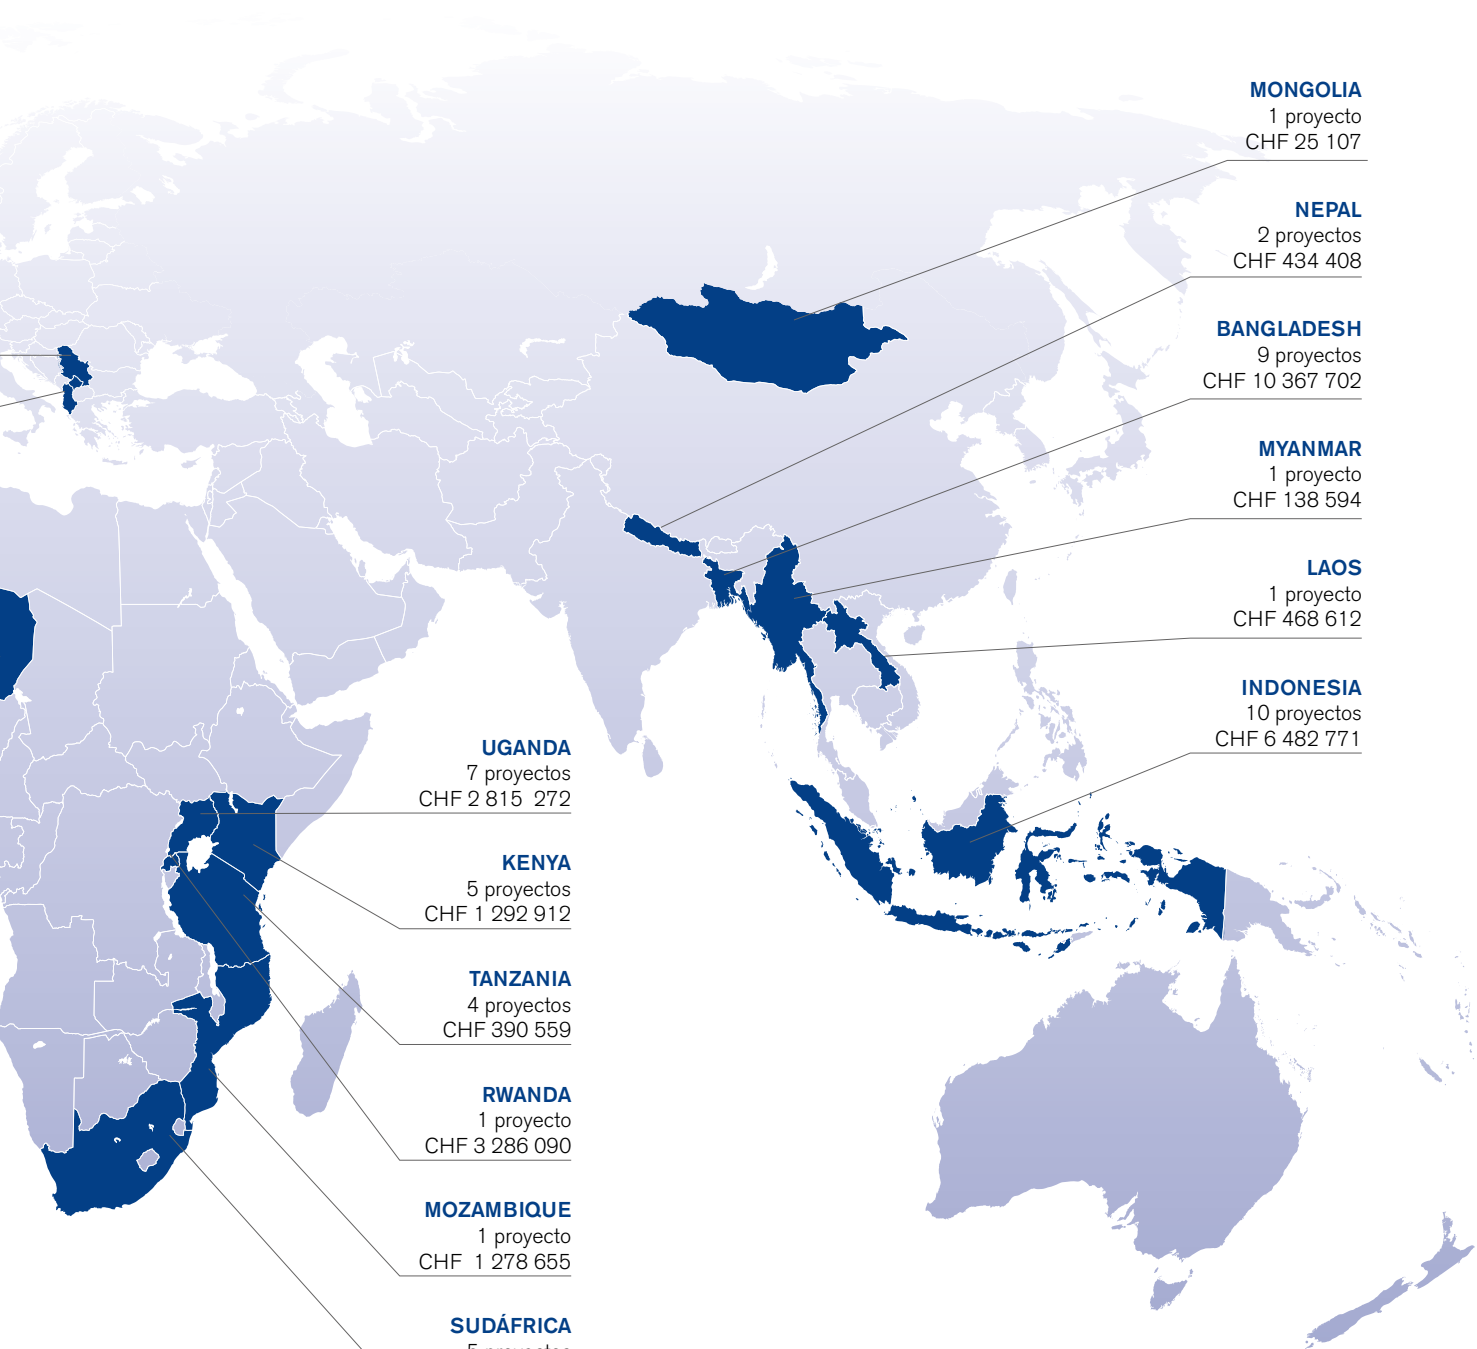 MONGOLIA
1 proyecto
CHF 25 107
NEPAL
2 proyectos
CHF 434 408
BANGLADESH
9 proyectos
CHF 10 367 702
MYANMAR
1 proyecto
CHF 138 594
LAOS
1 proyecto
CHF 468 612
INDONESIA
10 proyectos
CHF 6 482 771
UGANDA
7 proyectos
CHF 2 815 272
KENYA
5 proyectos
CHF 1 292 912
TANZANIA
4 proyectos
CHF 390 559
RWANDA
1 proyecto
CHF 3 286 090
MOZAMBIQUE
1 proyecto
CHF 1 278 655
SUDÁFRICA
5 proyectos